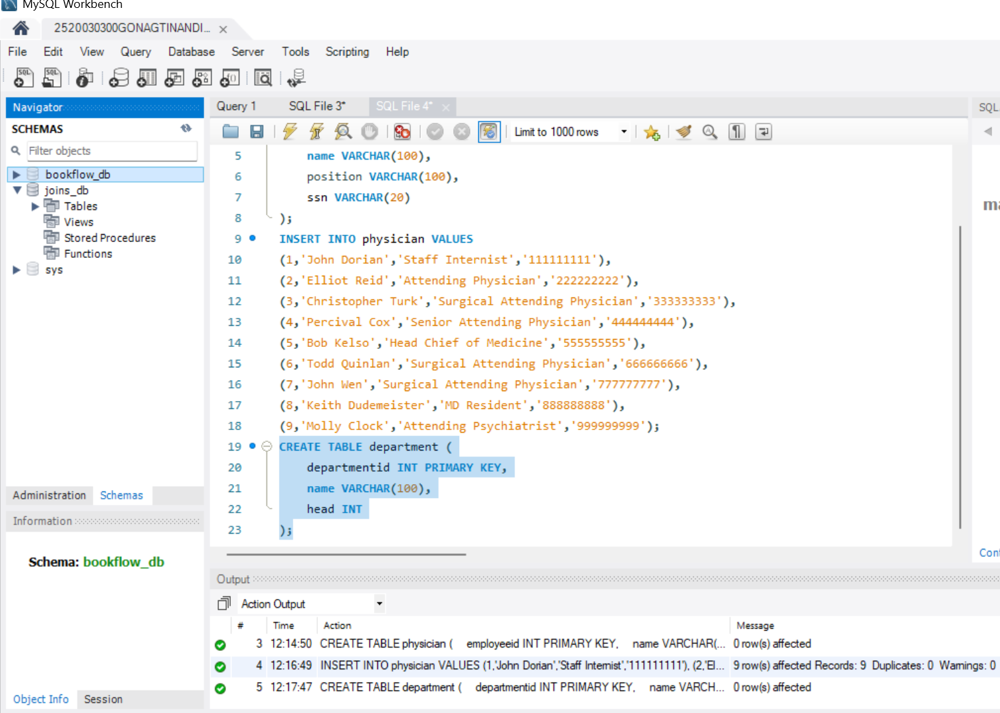 MySQL Workbench
2520030300GONAGTINANDI...
File Edit View Query Database Server Tools Scripting Help
Navigator
SCHEMAS
Filter objects
bookflow_db
joins_db
Tables
Views
Stored Procedures
Functions
sys
Administration Schemas
Information
Schema: bookflow_db
Object Info Session
Query 1 SQL File 3* SQL File 4*
Limit to 1000 rows
5 name VARCHAR(100),
6 position VARCHAR(100),
7 ssn VARCHAR(20)
8 );
9 INSERT INTO physician VALUES
10 (1,'John Dorian','Staff Internist','111111111'),
11 (2,'Elliot Reid','Attending Physician','222222222'),
12 (3,'Christopher Turk','Surgical Attending Physician','333333333'),
13 (4,'Percival Cox','Senior Attending Physician','444444444'),
14 (5,'Bob Kelso','Head Chief of Medicine','555555555'),
15 (6,'Todd Quinlan','Surgical Attending Physician','666666666'),
16 (7,'John Wen','Surgical Attending Physician','777777777'),
17 (8,'Keith Dudemeister','MD Resident','888888888'),
18 (9,'Molly Clock','Attending Psychiatrist','999999999');
19 CREATE TABLE department (
20 departmentid INT PRIMARY KEY,
21 name VARCHAR(100),
22 head INT
23 );
SQL
Output
Action Output
# Time Action Message
3 12:14:50 CREATE TABLE physician ( employeeid INT PRIMARY KEY, name VARCHAR(... 0 row(s) affected
4 12:16:49 INSERT INTO physician VALUES (1,'John Dorian','Staff Internist','111111111'), (2,'El... 9 row(s) affected Records: 9 Duplicates: 0 Warnings: 0
5 12:17:47 CREATE TABLE department ( departmentid INT PRIMARY KEY, name VARCH... 0 row(s) affected